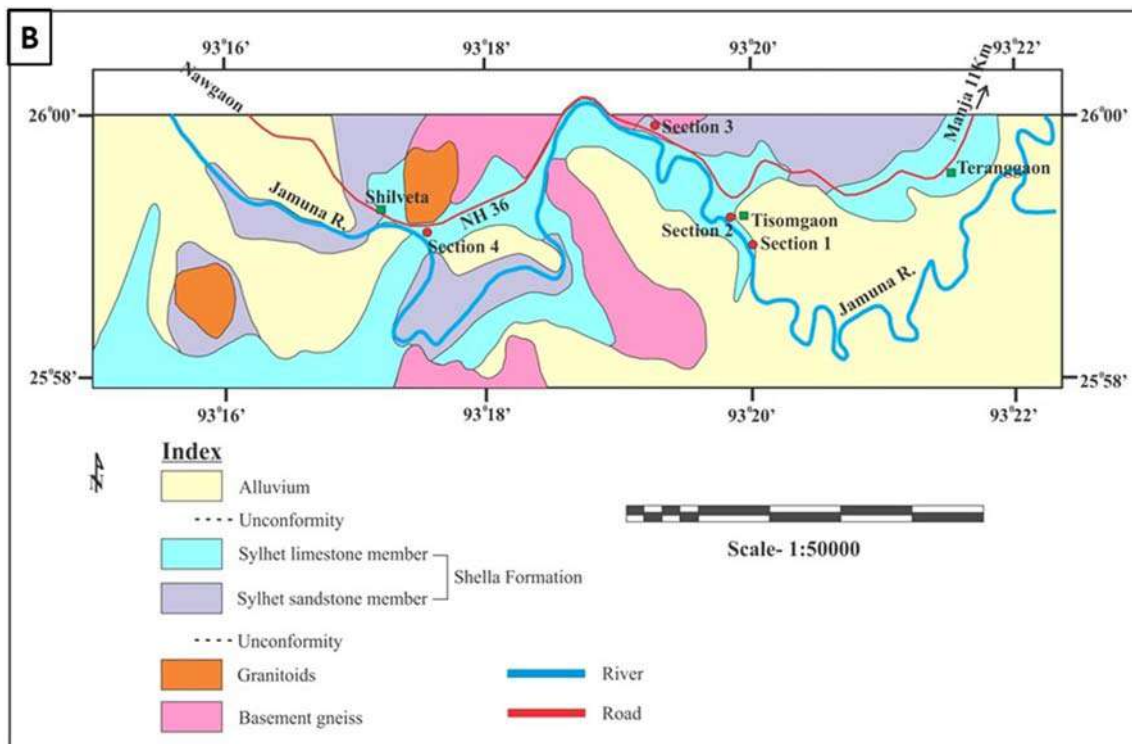 B
93°16'
93°18'
93°20'
93°22'
Nawgaon
Manja 11Km
26°00'
26°00'
Section 3
Teranggaon
Shilveta
Jamuna R.
NH 36
Tisomgaon
Section 2
Section 4
Section 1
Jamuna R.
25°58'
25°58'
93°16'
93°18'
93°20'
93°22'
N
Index
Alluvium
Unconformity
Sylhet limestone member
Shella Formation
Sylhet sandstone member
Unconformity
Granitoids
Basement gneiss
River
Road
Scale- 1:50000